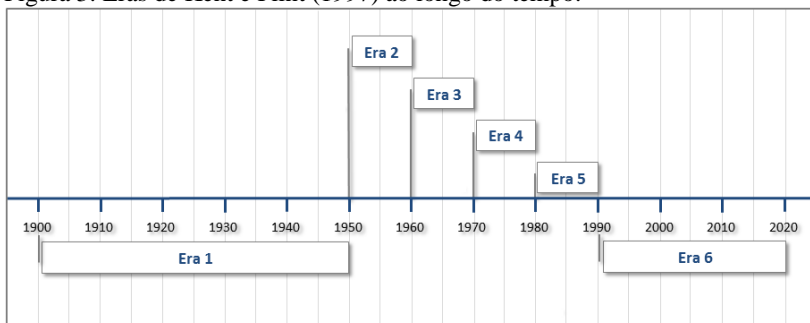 Figura Eras de Kent e Flint (1997) ao longo do tempo.
Era 2
Era 3
Era 4
Era 5
1900 1910 1920 1930 1940 1950 1960 1970 1980 1990 2000 2010 2020
Era 1
Era 6